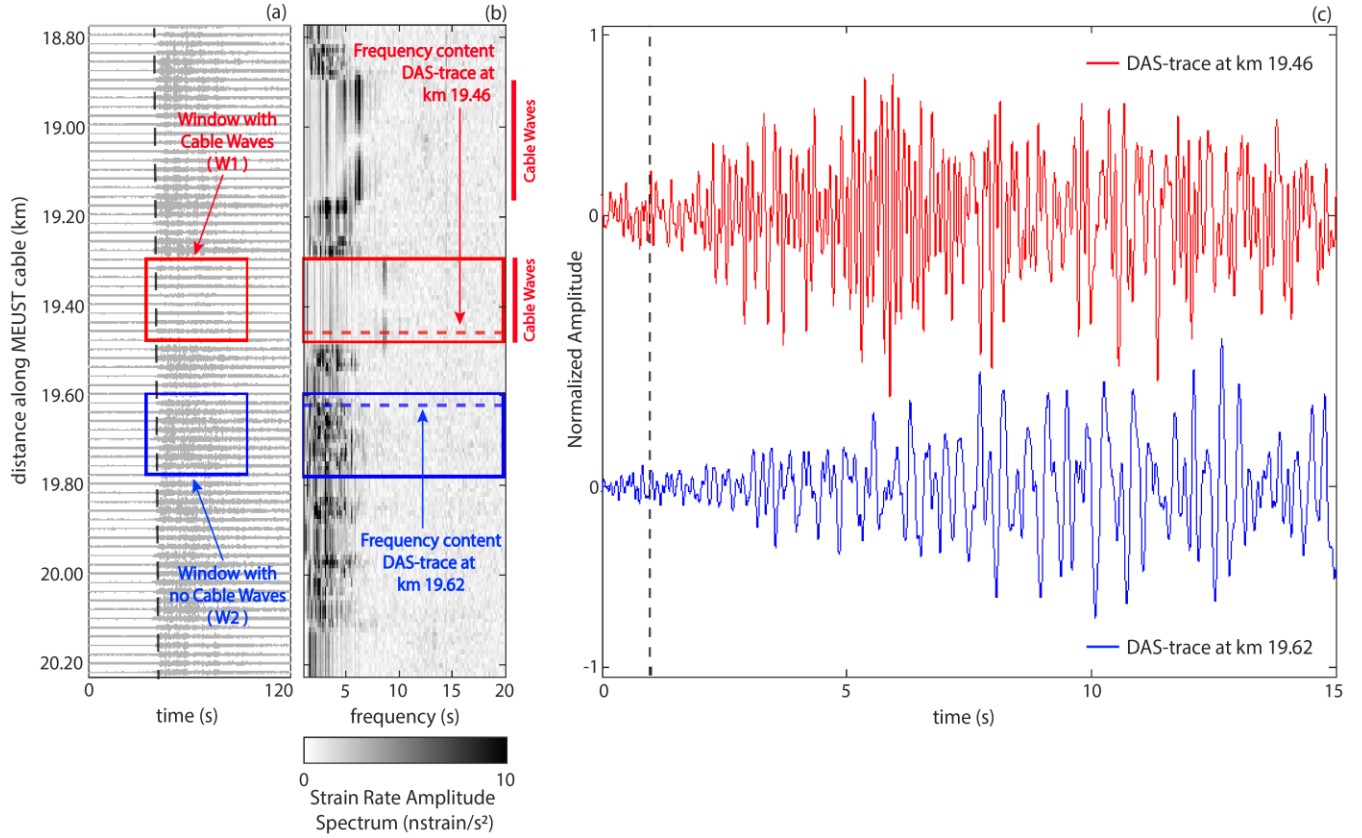 (a)
(b)
(c)
distance along MEUST cable (km)
18.80
19.00
19.20
19.40
19.60
19.80
20.00
20.20
Window with
Cable Waves
(W1)
Window with
no Cable Waves
(W2)
0
120
time (s)
Frequency content
DAS-trace at
km 19.46
Cable Waves
Cable Waves
Frequency content
DAS-trace at
km 19.62
5
10
15
20
frequency (s)
0
10
Strain Rate Amplitude
Spectrum (nstrain/s²)
Normalized Amplitude
1
0
0
-1
DAS-trace at km 19.46
DAS-trace at km 19.62
0
5
10
15
time (s)